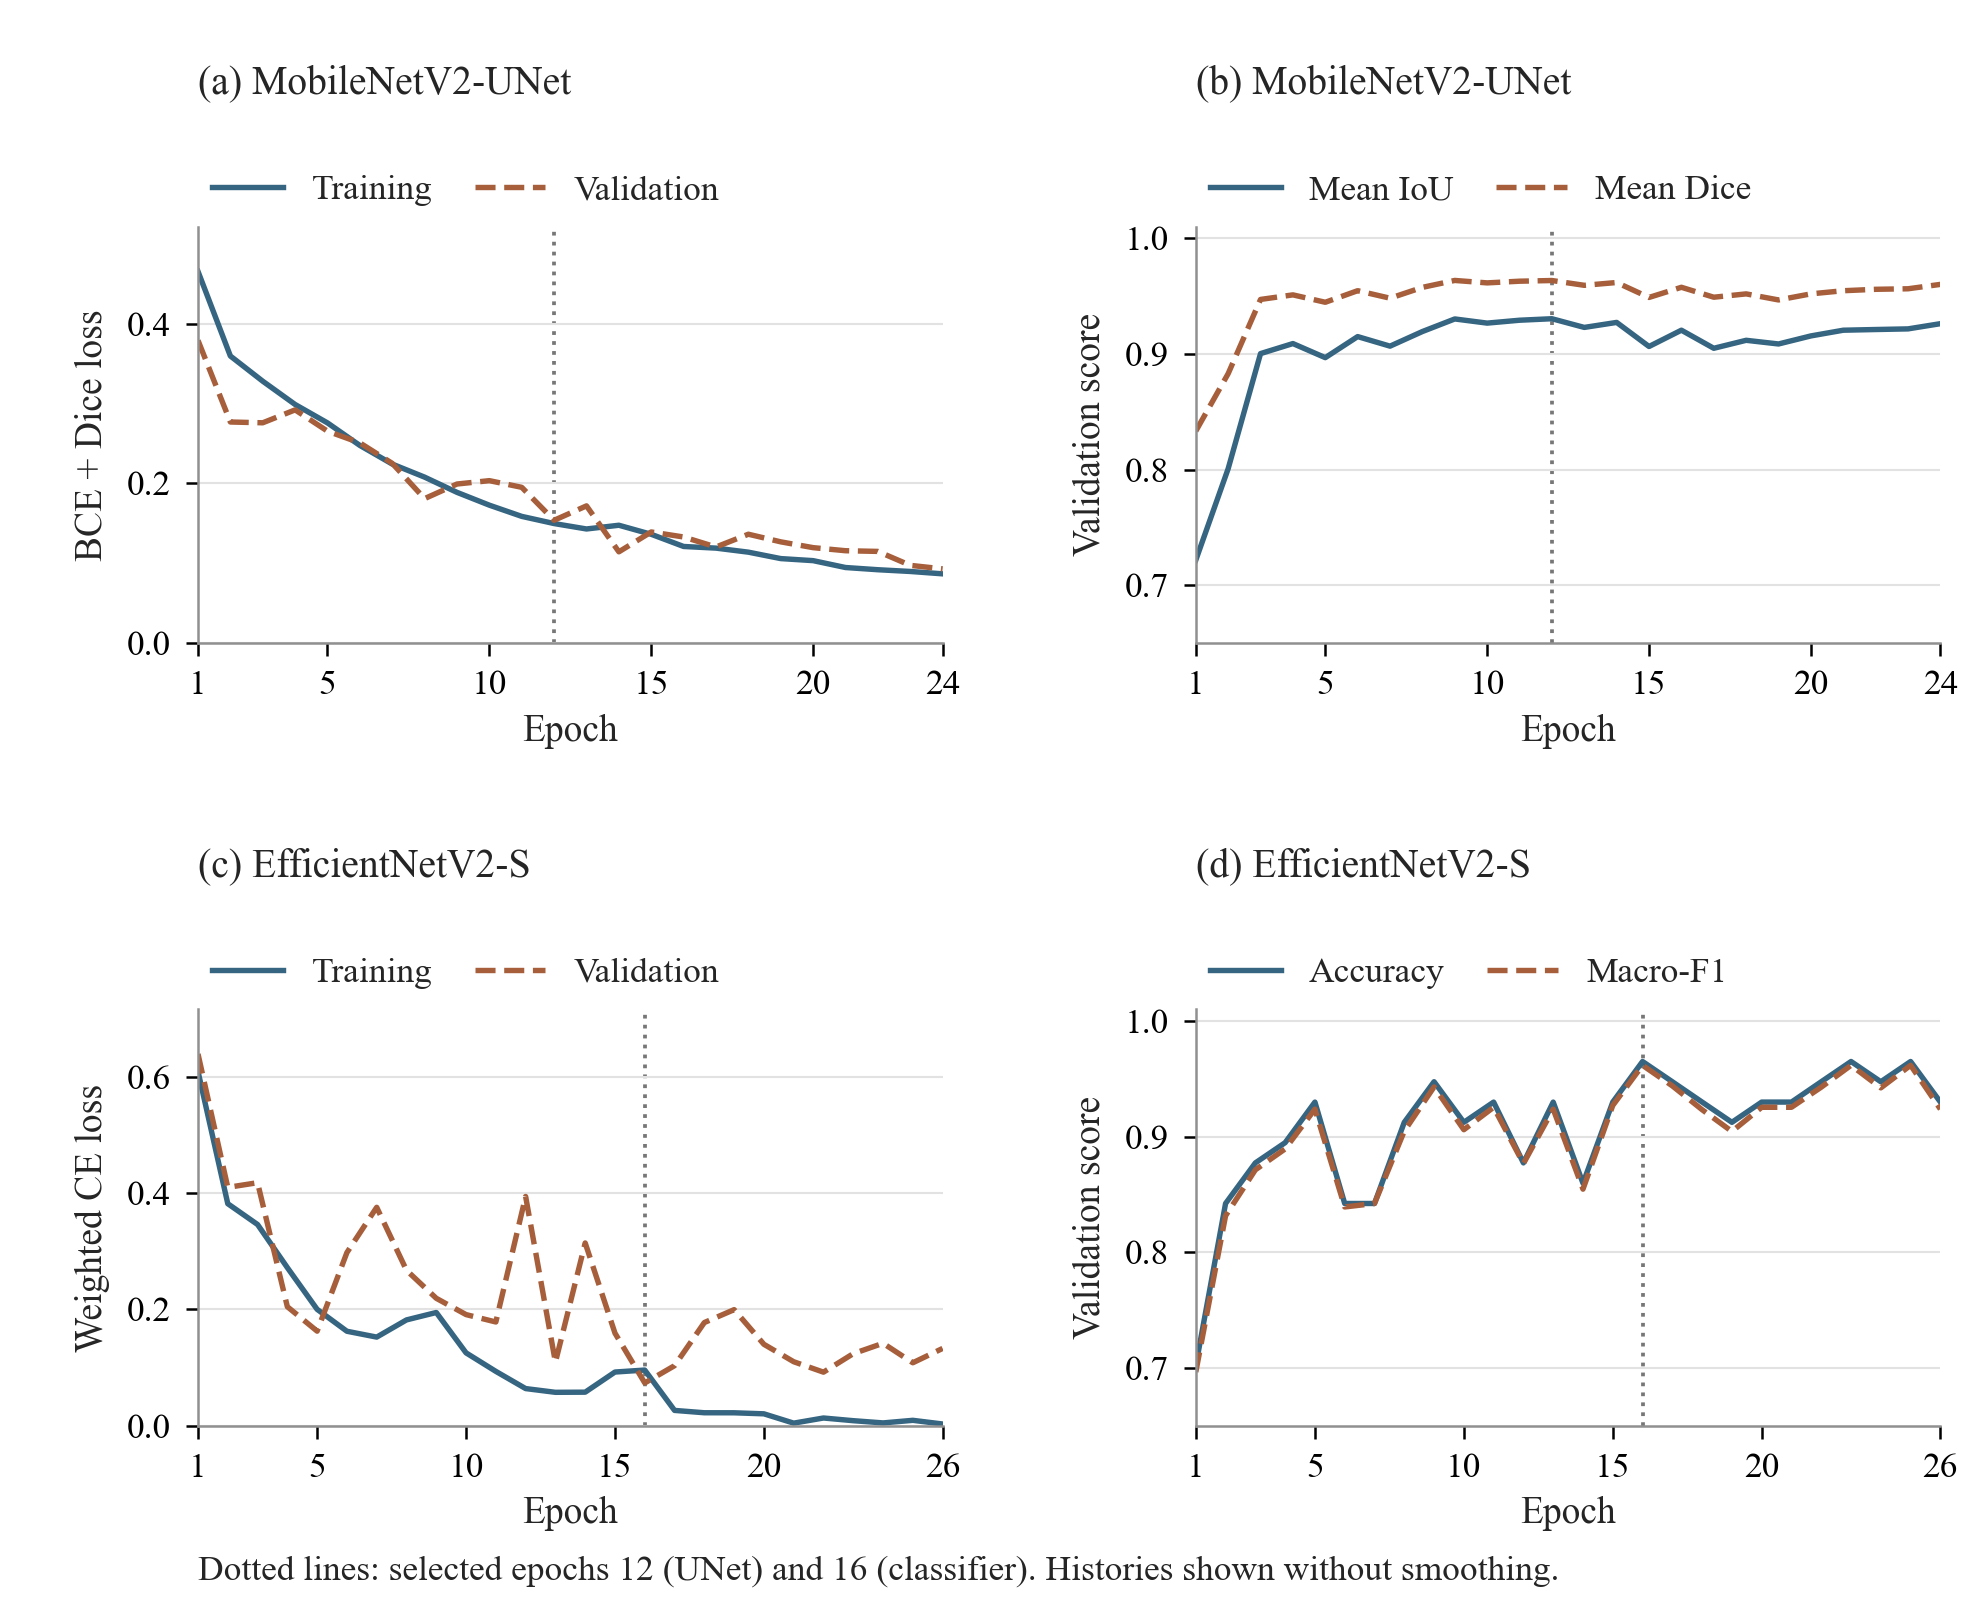 (a) MobileNetV2-UNet
Training Validation
BCE + Dice loss
0.4
0.2
0.0
1 5 10 15 20 24
Epoch
(b) MobileNetV2-UNet
Mean IoU Mean Dice
Validation score
1.0
0.9
0.8
0.7
1 5 10 15 20 24
Epoch
(c) EfficientNetV2-S
Training Validation
Weighted CE loss
0.6
0.4
0.2
0.0
1 5 10 15 20 26
Epoch
(d) EfficientNetV2-S
Accuracy Macro-F1
Validation score
1.0
0.9
0.8
0.7
1 5 10 15 20 26
Epoch
Dotted lines: selected epochs 12 (UNet) and 16 (classifier). Histories shown without smoothing.